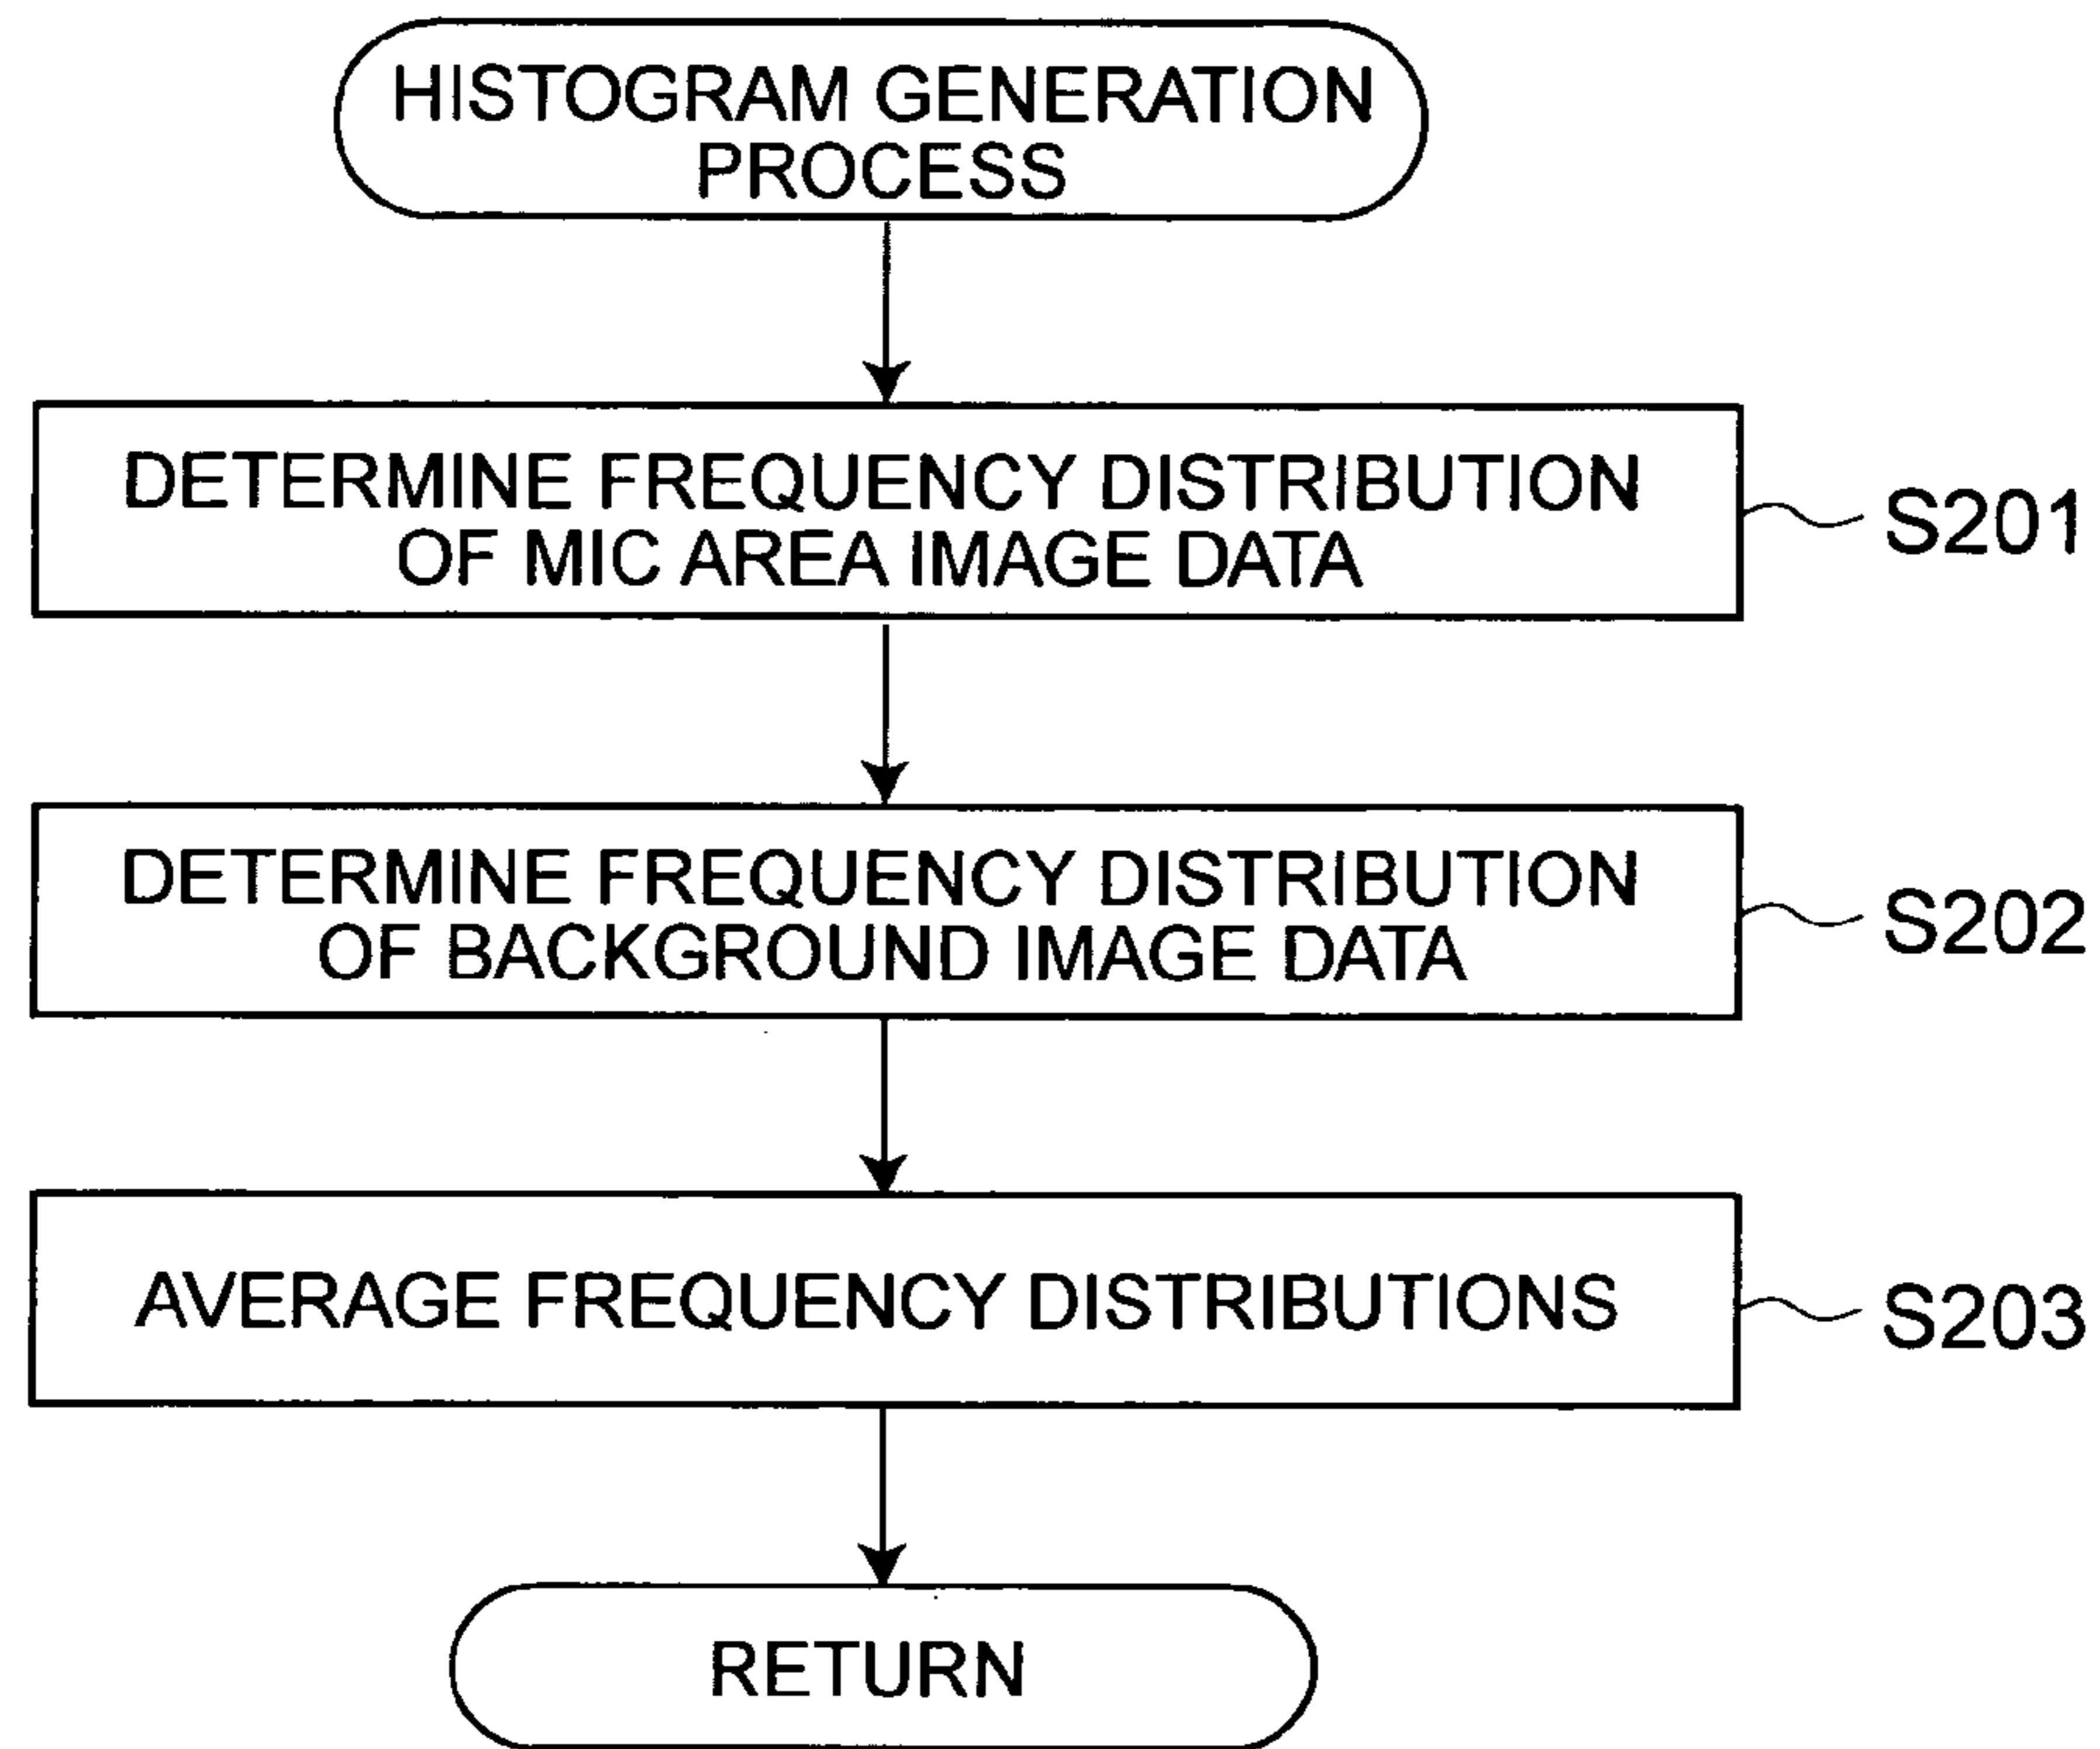 HISTOGRAM GENERATION
PROCESS
DETERMINE FREQUENCY DISTRIBUTION
OF MIC AREA IMAGE DATA
S201
DETERMINE FREQUENCY DISTRIBUTION
OF BACKGROUND IMAGE DATA
S202
AVERAGE FREQUENCY DISTRIBUTIONS
S203
RETURN